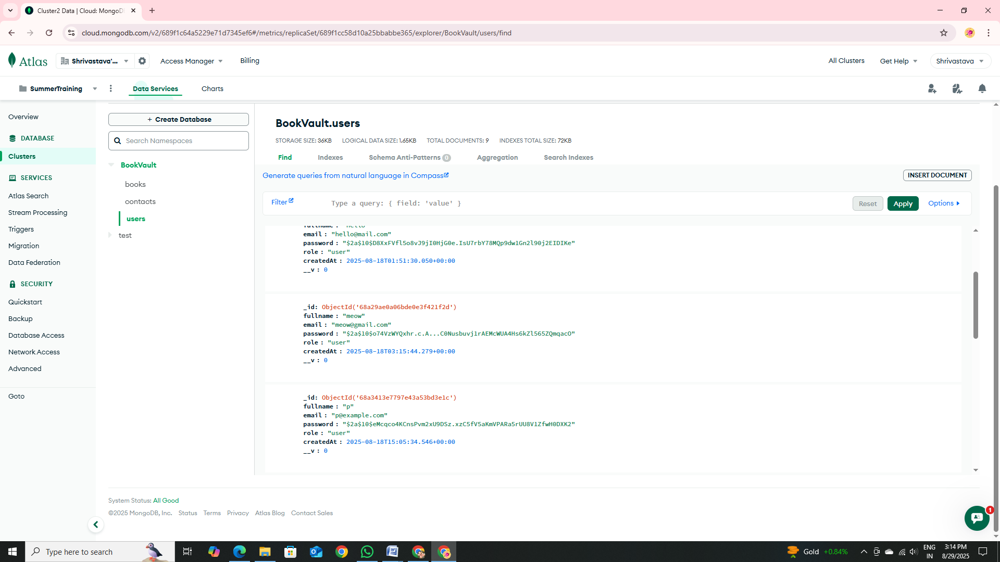 Cluster2 Data | Cloud: MongoD
cloud.mongodb.com/v2/689f1c64a5229e71d7345ef6#/metrics/replicaSet/689f1cc58d10a25bbabbe365/explorer/BookVault/users/find
Atlas
Shrivastava'...
Access Manager
Billing
All Clusters
Get Help
Shrivastava
SummerTraining
Data Services
Charts
Overview
DATABASE
Clusters
SERVICES
Atlas Search
Stream Processing
Triggers
Migration
Data Federation
SECURITY
Quickstart
Backup
Database Access
Network Access
Advanced
Goto
+ Create Database
Search Namespaces
BookVault
books
contacts
users
test
BookVault.users
STORAGE SIZE: 36KB LOGICAL DATA SIZE: 1.65KB TOTAL DOCUMENTS: 9 INDEXES TOTAL SIZE: 72KB
Find Indexes Schema Anti-Patterns 0 Aggregation Search Indexes
Generate queries from natural language in Compass
INSERT DOCUMENT
Filter
Type a query: { field: 'value' }
Reset
Apply
Options
fullname : "hello"
email : "hello@mail.com"
password : "$2a$10$D8XxFVfl5o8vJ9jI0HjG0e.IsU7rbY78MQp9dw1Gn2l90j2EIDIKe"
role : "user"
createdAt : 2025-08-18T01:51:30.050+00:00
__v : 0
_id: ObjectId('68a29ae0a06bde0e3f421f2d')
fullname : "meow"
email : "meow@gmail.com"
password : "$2a$10$o74VzWYQxhr.c.A...C0Nusbuvj1rAEMcWUA4Hs6kZl565ZQmqacO"
role : "user"
createdAt : 2025-08-18T03:15:44.279+00:00
__v : 0
_id: ObjectId('68a3413e7797e43a53bd3e1c')
fullname : "p"
email : "p@example.com"
password : "$2a$10$eMcqco4KCnsPvm2xU9DSz.xzC5fV5aKmVPARa5rUU8V1ZfwH0DXK2"
role : "user"
createdAt : 2025-08-18T15:05:34.546+00:00
__v : 0
System Status: All Good
©2025 MongoDB, Inc. Status Terms Privacy Atlas Blog Contact Sales
1
Type here to search
Gold +0.84%
ENG
IN
3:14 PM
8/29/2025